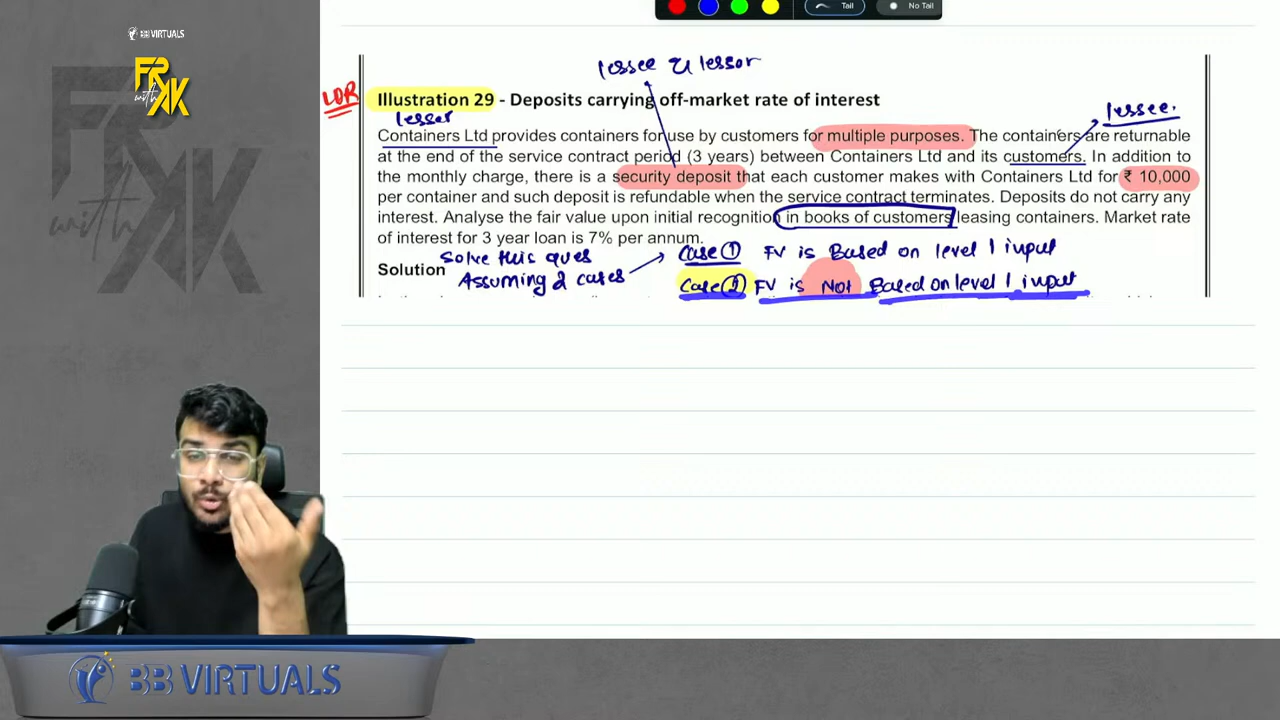 BB VIRTUALS
FR
with AK
Tail
No Tail
lessee & lessor
LDR
Illustration 29 - Deposits carrying off-market rate of interest
lessor
lessee.
Containers Ltd provides containers for use by customers for multiple purposes. The containers are returnable
at the end of the service contract period (3 years) between Containers Ltd and its customers. In addition to
the monthly charge, there is a security deposit that each customer makes with Containers Ltd for ₹ 10,000
per container and such deposit is refundable when the service contract terminates. Deposits do not carry any
interest. Analyse the fair value upon initial recognition in books of customers leasing containers. Market rate
of interest for 3 year loan is 7% per annum.
Solve this ques
Assuming 2 cases
Case ① FV is Based on level 1 input
Solution
Case ② FV is Not Based on level 1 input
BB VIRTUALS